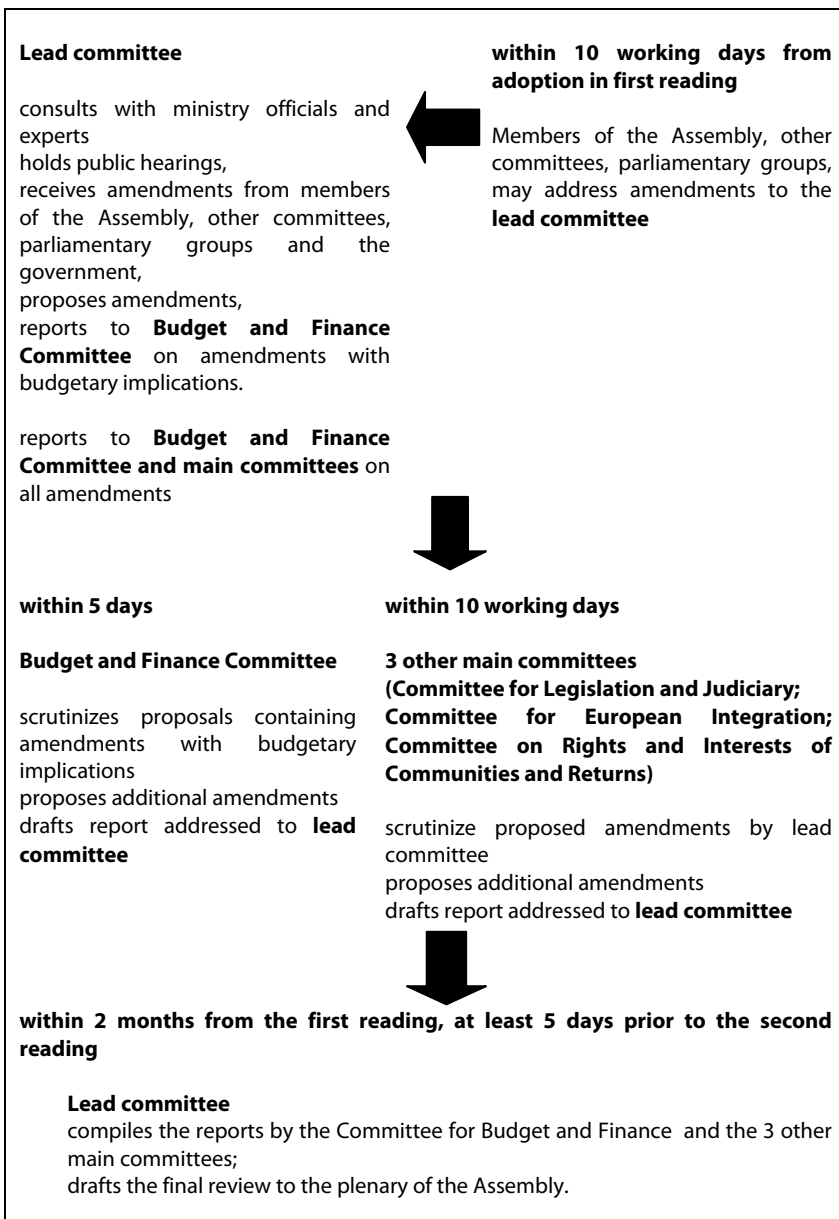 Lead committee
consults with ministry officials and
experts
holds public hearings,
receives amendments from members
of the Assembly, other committees,
parliamentary groups and the
government,
proposes amendments,
reports to Budget and Finance
Committee on amendments with
budgetary implications.
reports to Budget and Finance
Committee and main committees on
all amendments
within 10 working days from
adoption in first reading
Members of the Assembly, other
committees, parliamentary groups,
may address amendments to the
lead committee
within 5 days
Budget and Finance Committee
scrutinizes proposals containing
amendments with budgetary
implications
proposes additional amendments
drafts report addressed to lead
committee
within 10 working days
3 other main committees
(Committee for Legislation and Judiciary;
Committee for European Integration;
Committee on Rights and Interests of
Communities and Returns)
scrutinize proposed amendments by lead
committee
proposes additional amendments
drafts report addressed to lead committee
within 2 months from the first reading, at least 5 days prior to the second
reading
Lead committee
compiles the reports by the Committee for Budget and Finance and the 3 other
main committees;
drafts the final review to the plenary of the Assembly.